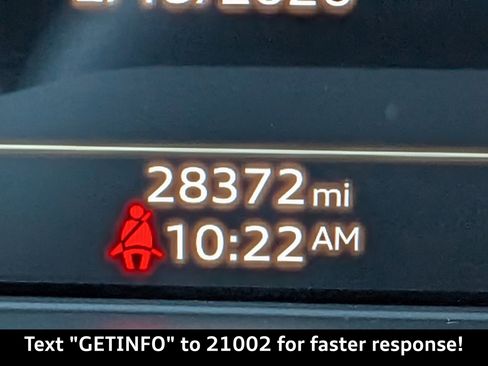 28372 mi
10:22 AM
Text "GETINFO" to 21002 for faster response!